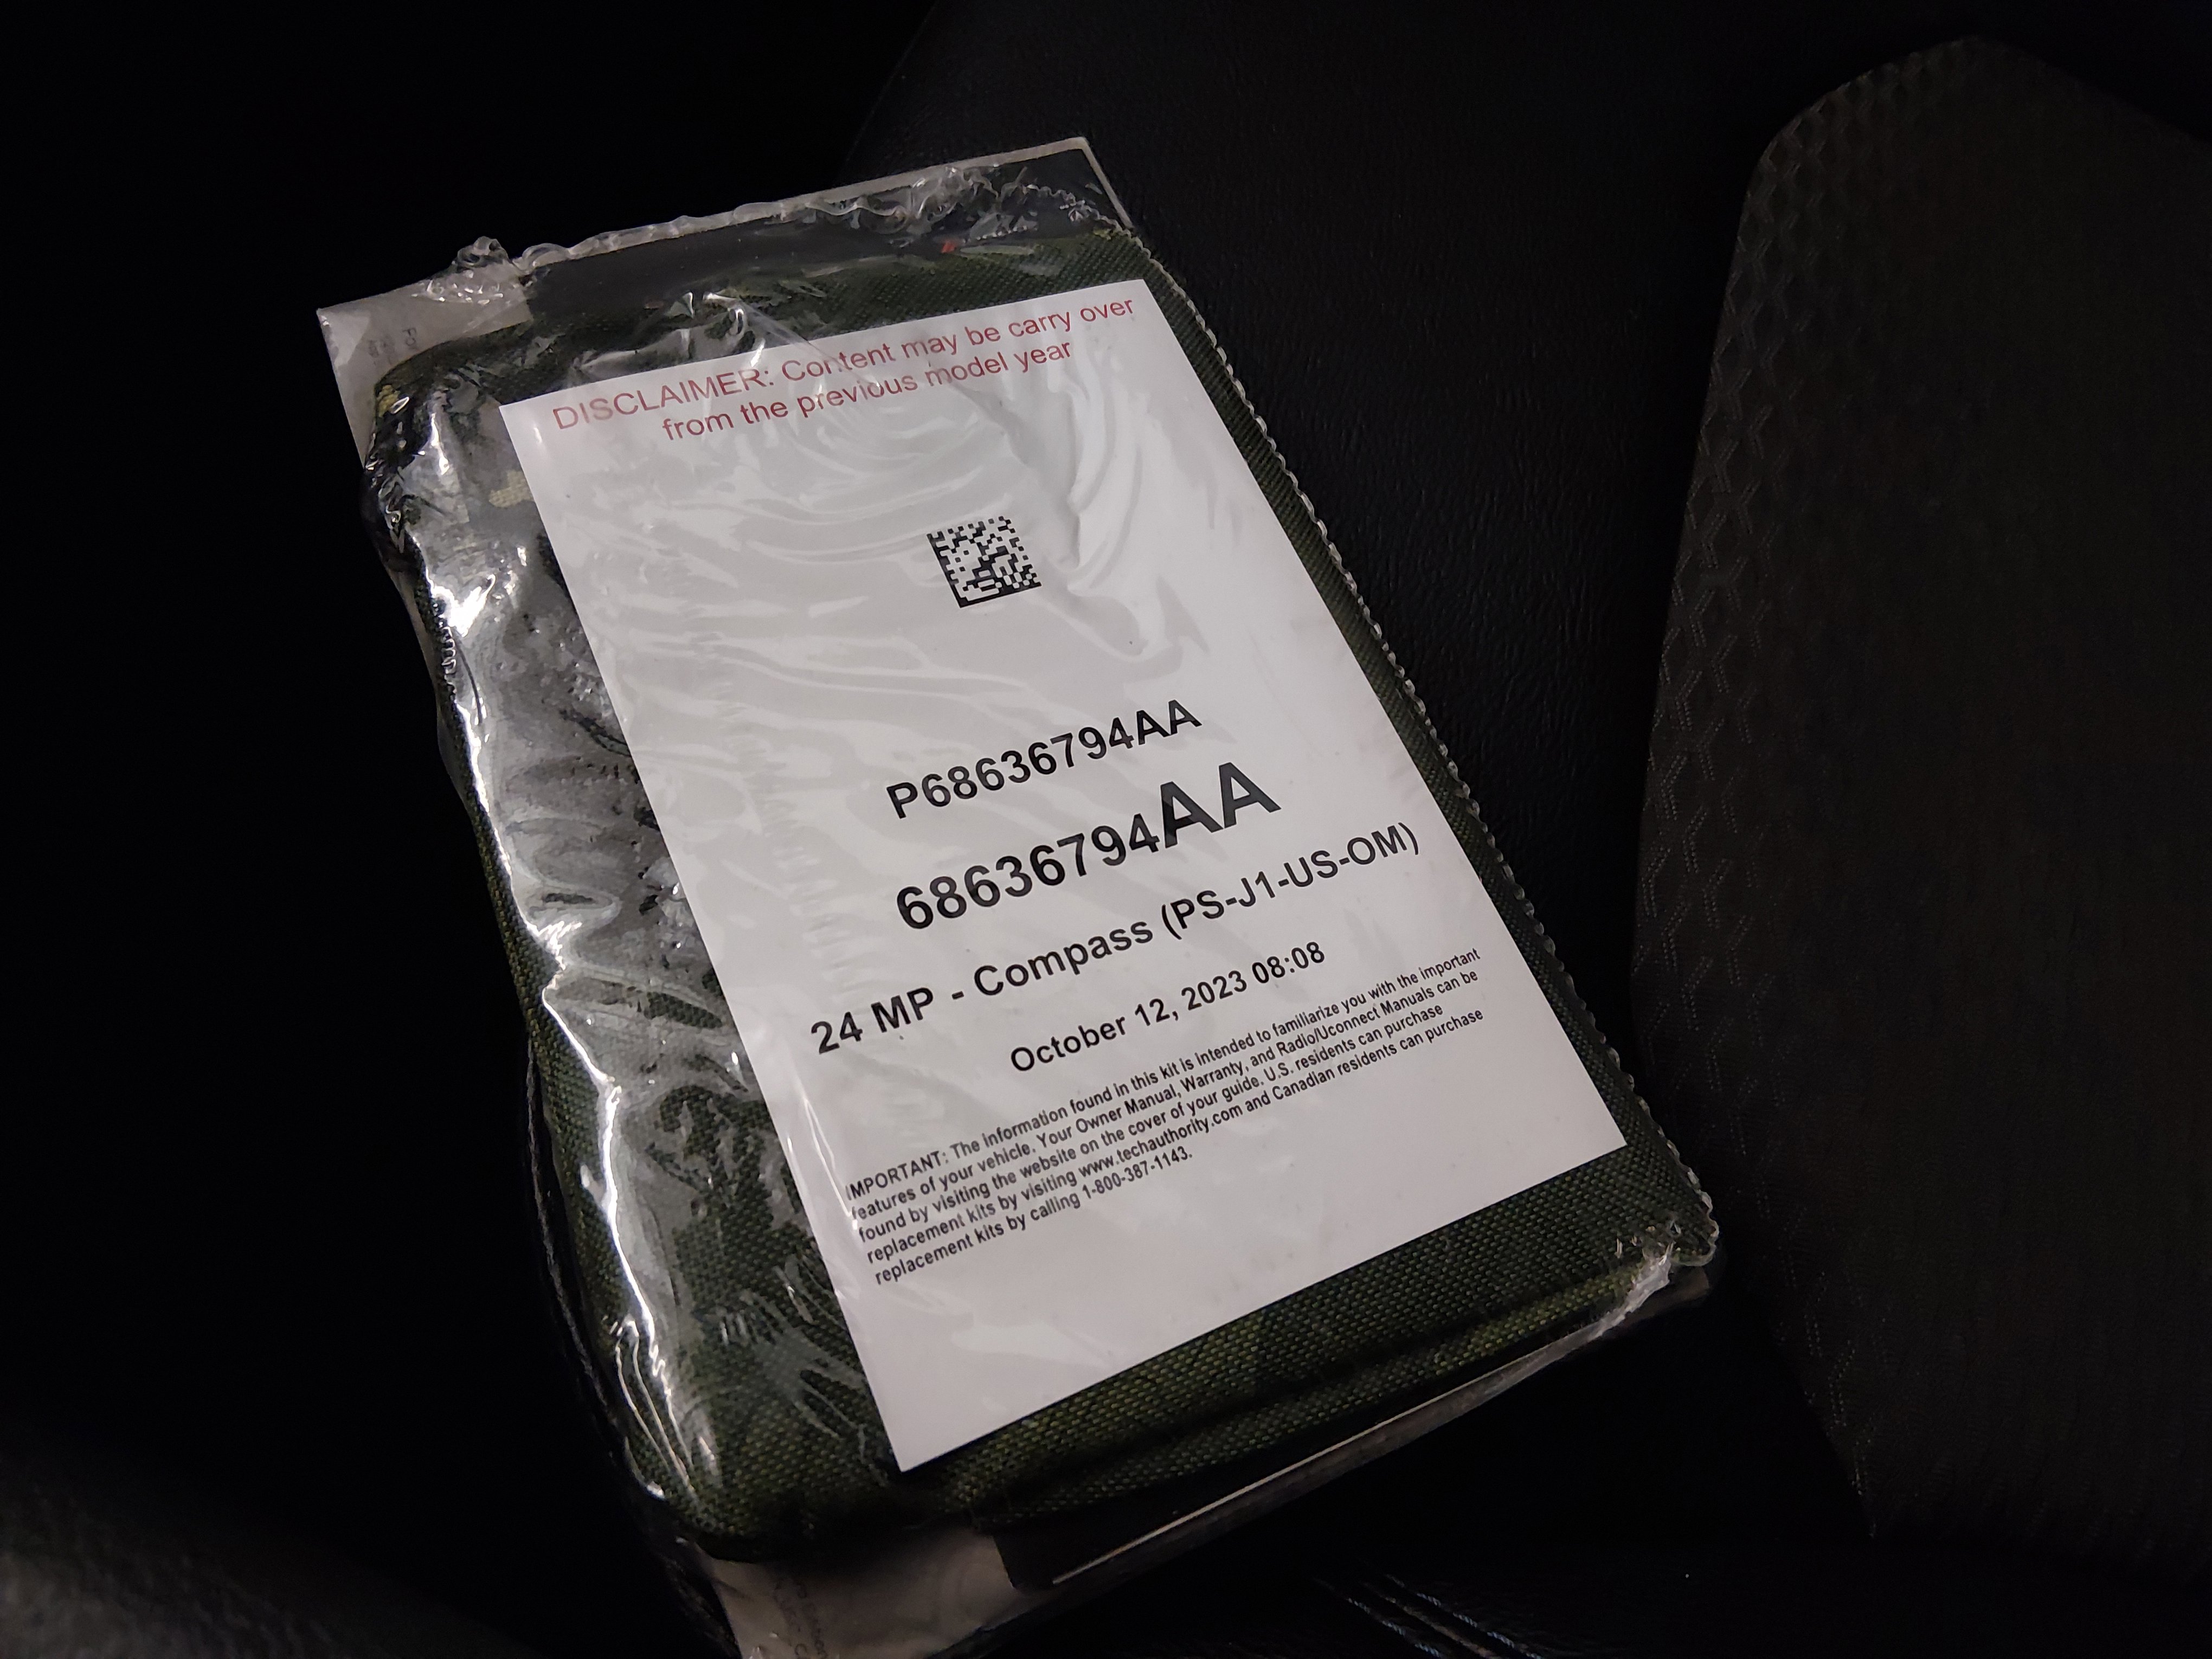 DISCLAIMER: Content may be carry over
from the previous model year
P68636794AA
68636794AA
24 MP - Compass (PS-J1-US-OM)
October 12, 2023 08:08
IMPORTANT: The information found in this kit is intended to familiarize you with the important
features of your vehicle. Your Owner Manual, Warranty, and Radio/Uconnect Manuals can be
found by visiting the website on the cover of your guide. U.S. residents can purchase
replacement kits by visiting www.techauthority.com and Canadian residents can purchase
replacement kits by calling 1-800-387-1143.